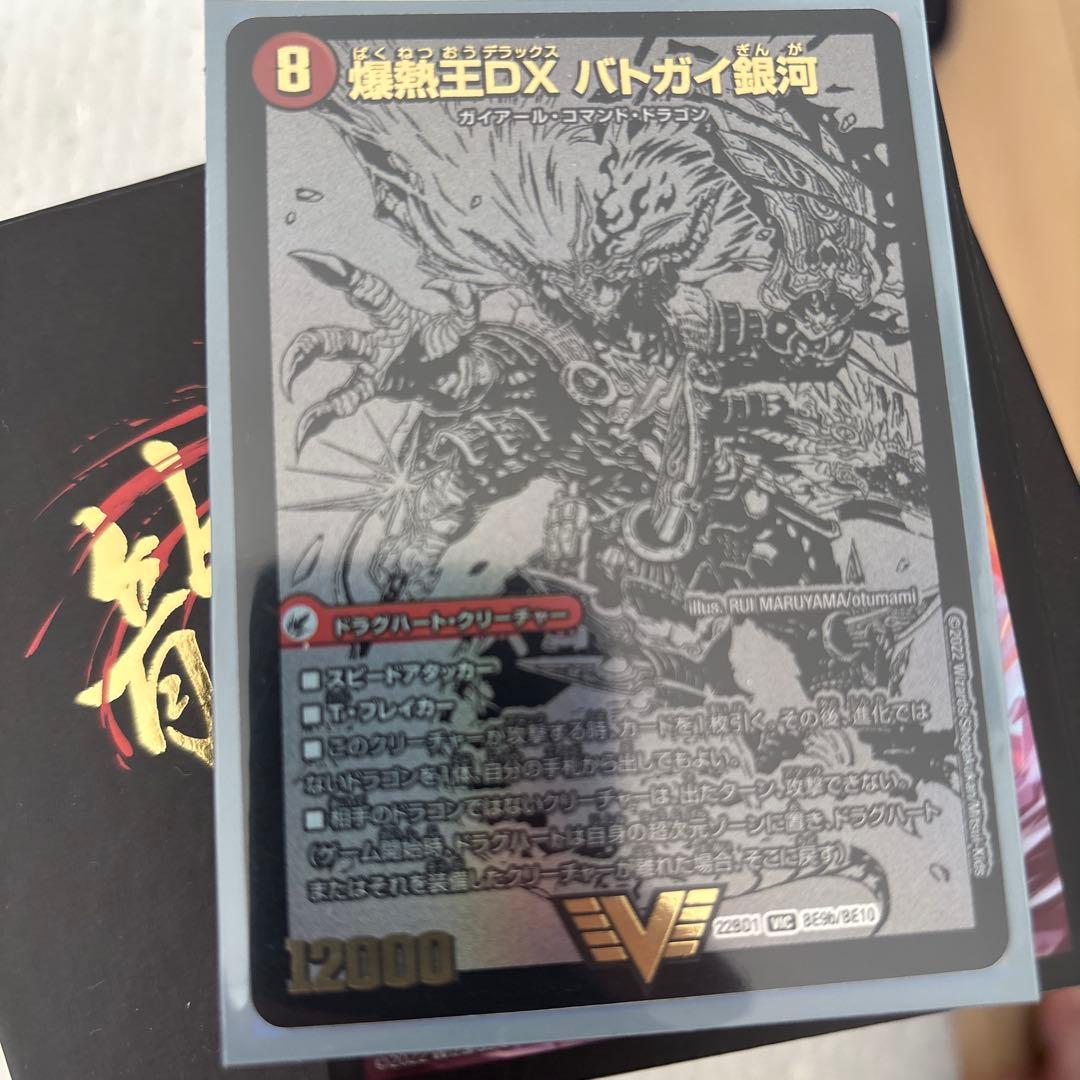 8
ばくねつおうデラックス ぎんが
爆熱王DX バトガイ銀河
ガイアール・コマンド・ドラゴン
illus. RUI MARUYAMA/otumami
ドラグハート・クリーチャー
■スピードアタッカー
■T・ブレイカー
■このクリーチャーが攻撃する時、カードを1枚引く。その後、進化では
ないドラゴンを1体、自分の手札から出してもよい。
■相手のドラゴンではないクリーチャーは、出たターン、攻撃できない。
(ゲーム開始時、ドラグハートは自身の超次元ゾーンに置き、ドラグハート
またはそれを装備したクリーチャーが離れた場合、そこに戻す)
12000
V
22BD1 VIC BE9b/BE10
©2022 Wizards/Shogakukan/Mitsui-Kids
©2022 W